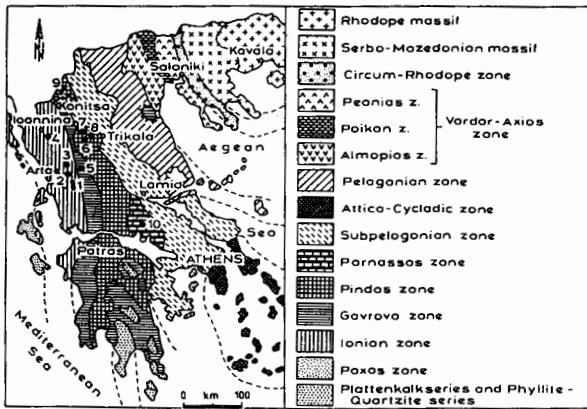 N
Kavala
Saloniki
9
Konitsa
Ioannina
7
8
4
6
Trikala
3
Aegean
Arta
5
2
1
Lamia
Sea
10
Patras
ATHENS
Mediterranean
Sea
0 km 100
Rhodope massif
Serbo-Mazedonian massif
Circum-Rhodope zone
Peonias z.
Paikon z.
Almopias z.
Vardar-Axios
zone
Pelagonian zone
Attica-Cycladic zone
Subpelogonian zone
Parnassos zone
Pindos zone
Gavrovo zone
Ionian zone
Paxos zone
Plattenkalkseries and Phyllite-
Quartzite series